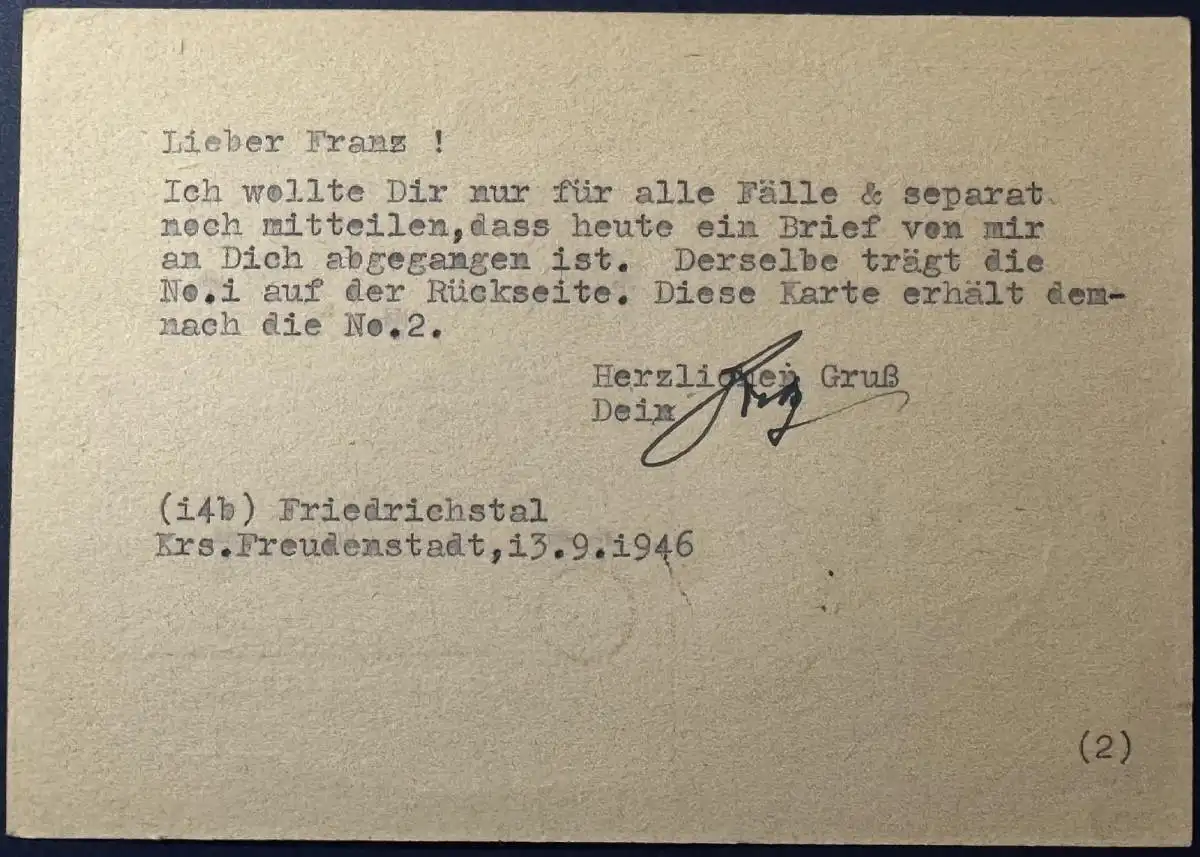 Lieber Franz !
Ich wollte Dir nur für alle Fälle & separat
noch mitteilen,dass heute ein Brief von mir
an Dich abgegangen ist. Derselbe trägt die
No.i auf der Rückseite. Diese Karte erhält dem-
nach die No.2.
Herzlichen Gruß
Dein
(i4b) Friedrichstal
Krs.Freudenstadt,i3.9.i946
(2)